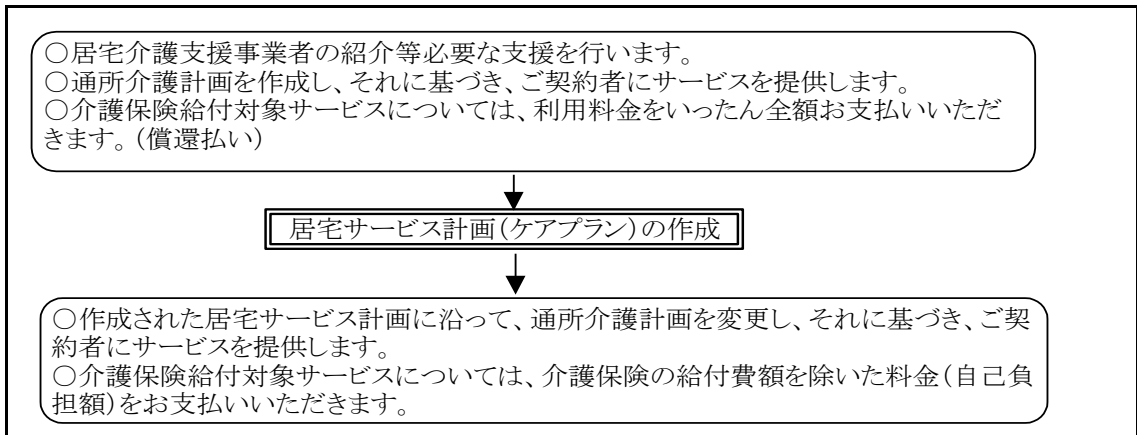 ○居宅介護支援事業者の紹介等必要な支援を行います。
○通所介護計画を作成し、それに基づき、ご契約者にサービスを提供します。
○介護保険給付対象サービスについては、利用料金をいったん全額お支払いいただ
きます。（償還払い）
居宅サービス計画（ケアプラン）の作成
○作成された居宅サービス計画に沿って、通所介護計画を変更し、それに基づき、ご契
約者にサービスを提供します。
○介護保険給付対象サービスについては、介護保険の給付費額を除いた料金（自己負
担額）をお支払いいただきます。